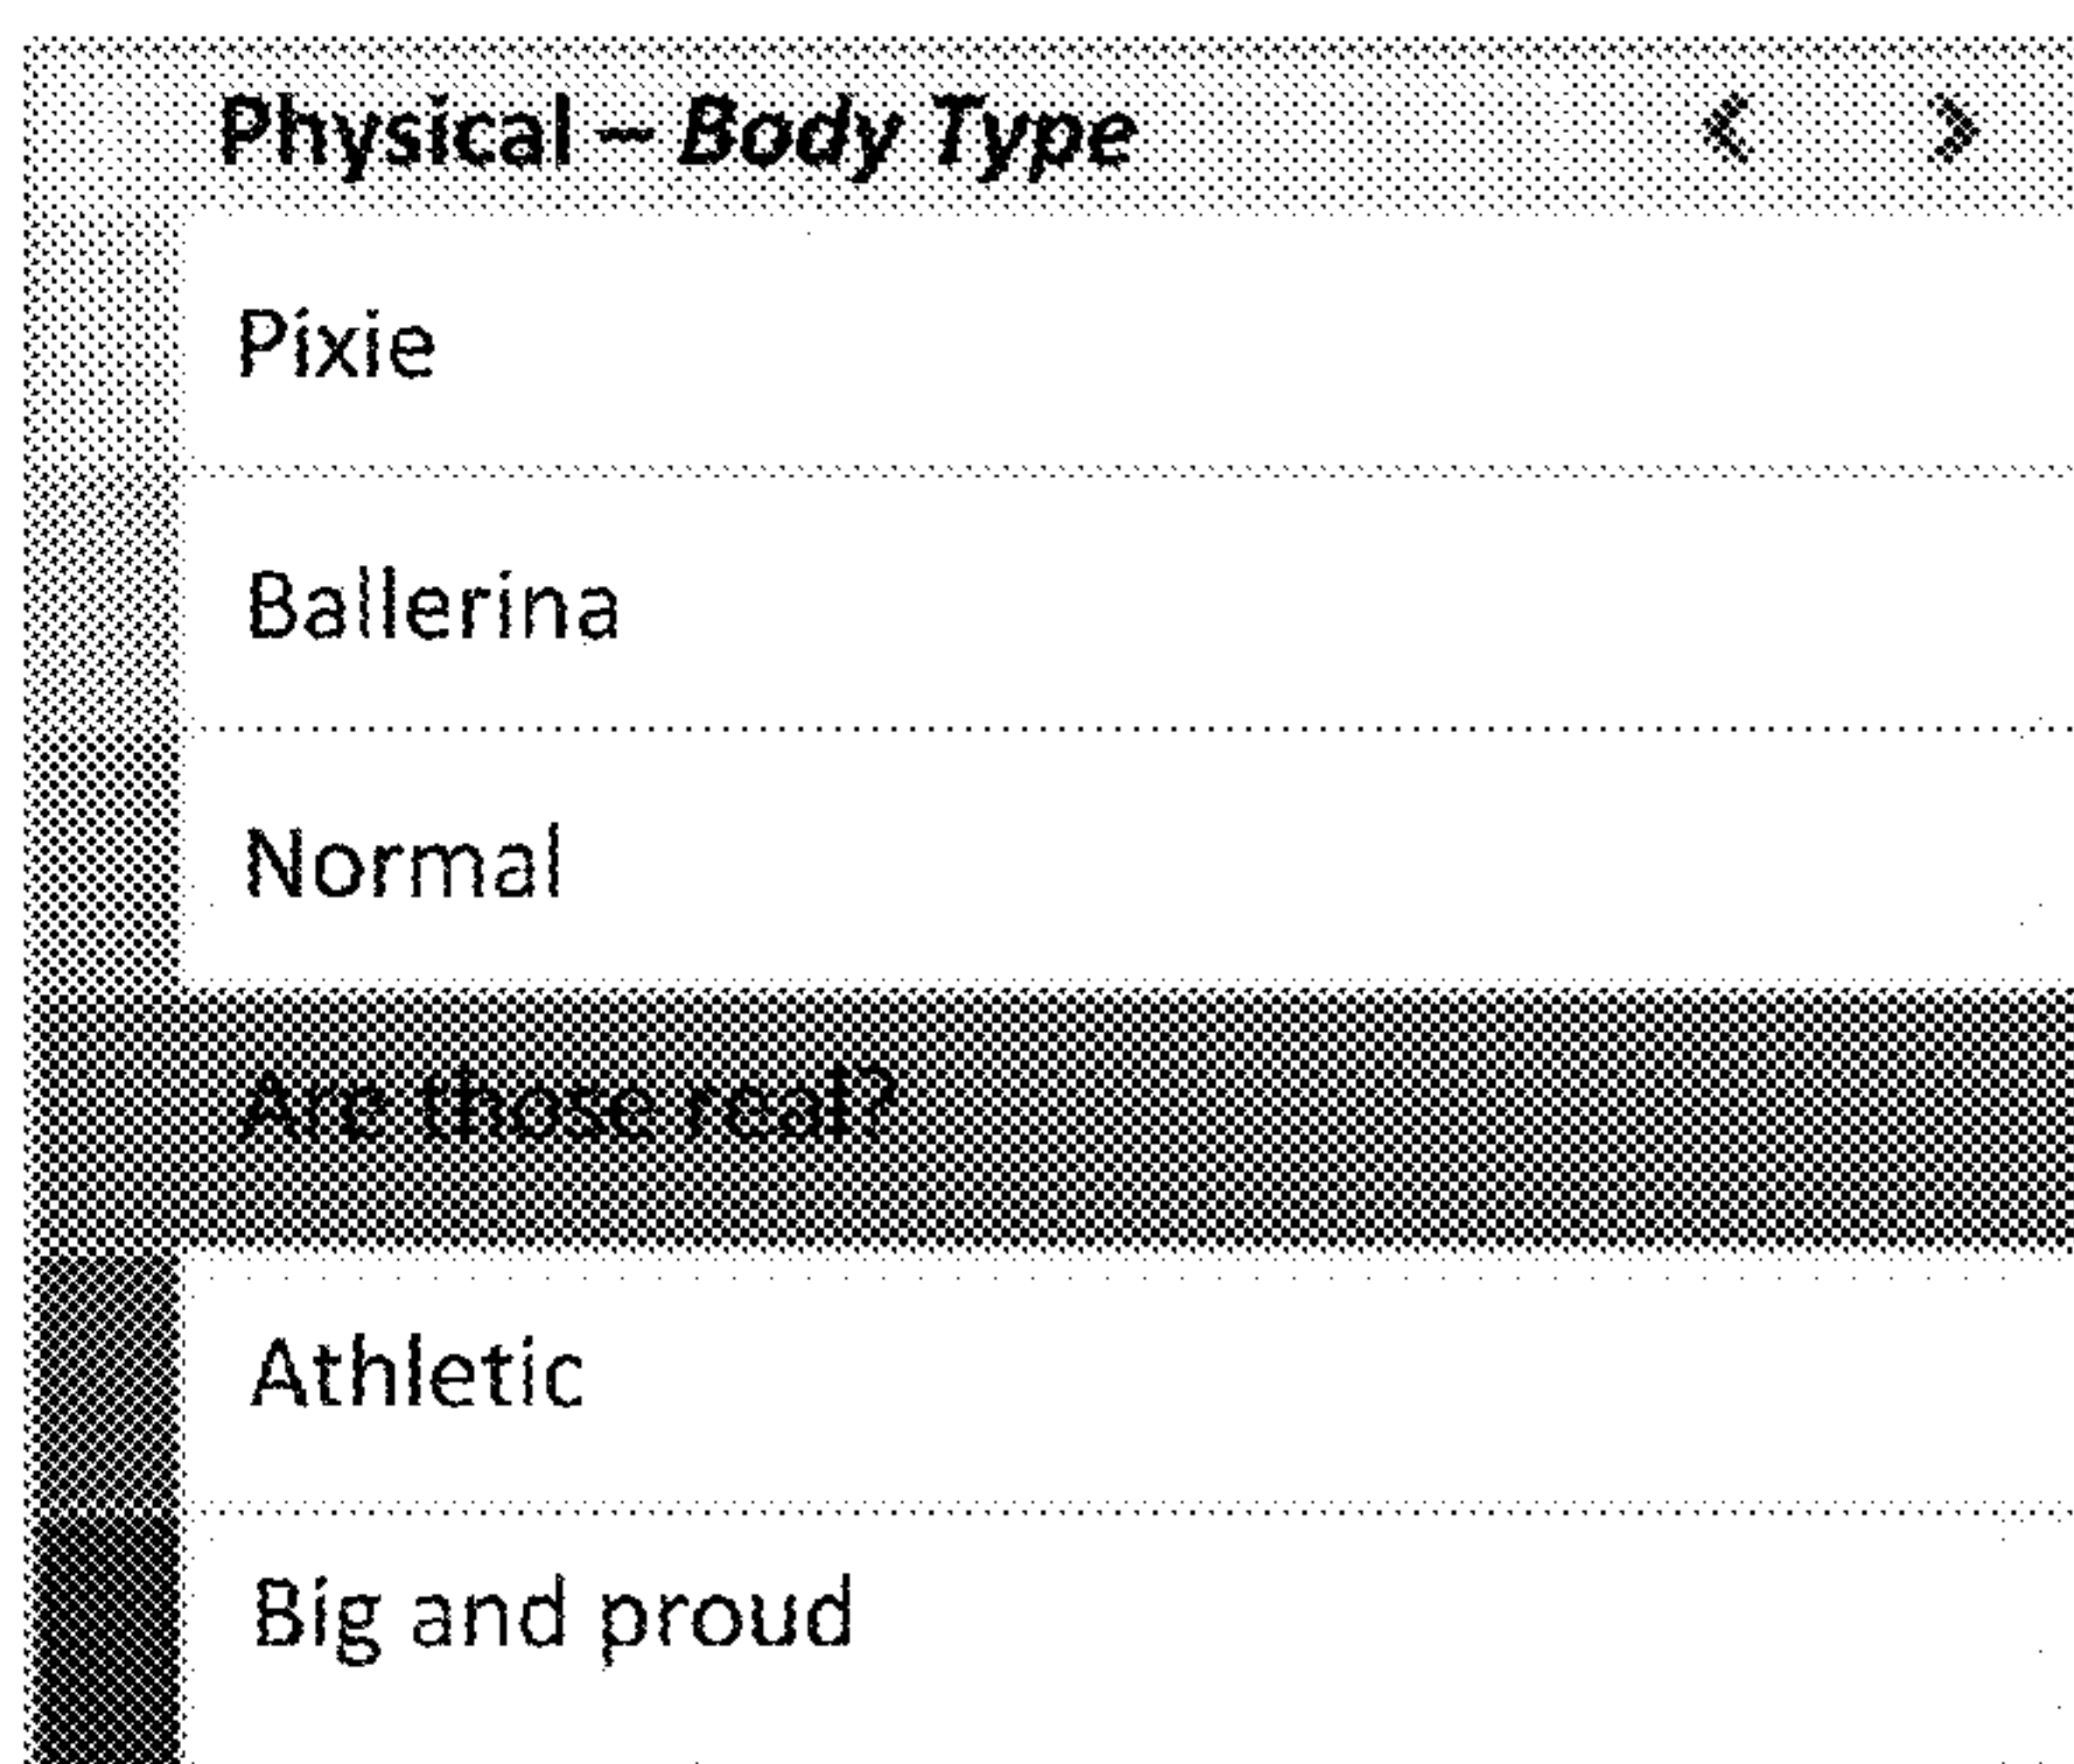 Physical – Body Type < >
Pixie
Ballerina
Normal
Are those real?
Athletic
Big and proud